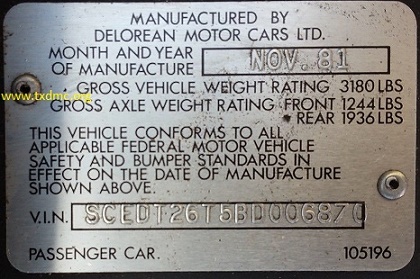 MANUFACTURED BY
DELOREAN MOTOR CARS LTD.
MONTH AND YEAR
OF MANUFACTURE NOV. 81
GROSS VEHICLE WEIGHT RATING 3180 LBS
www.txdmc.org
GROSS AXLE WEIGHT RATING FRONT 1244 LBS
REAR 1936 LBS
THIS VEHICLE CONFORMS TO ALL
APPLICABLE FEDERAL MOTOR VEHICLE
SAFETY AND BUMPER STANDARDS IN
EFFECT ON THE DATE OF MANUFACTURE
SHOWN ABOVE.
V.I.N. SCEDT26T5BD006870
PASSENGER CAR. 105196